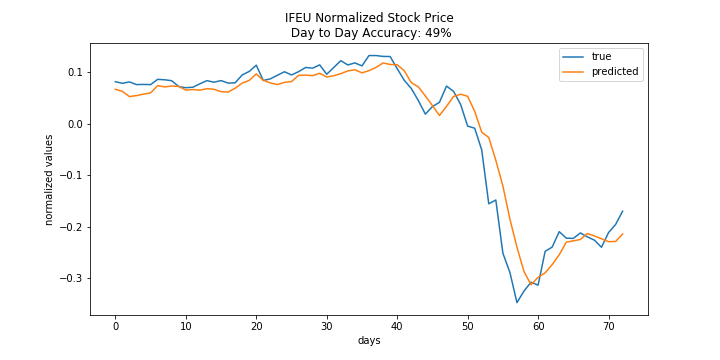 IFEU Normalized Stock Price
Day to Day Accuracy: 49%
true
predicted
normalized values
0.1
0.0
−0.1
−0.2
−0.3
0 10 20 30 40 50 60 70
days